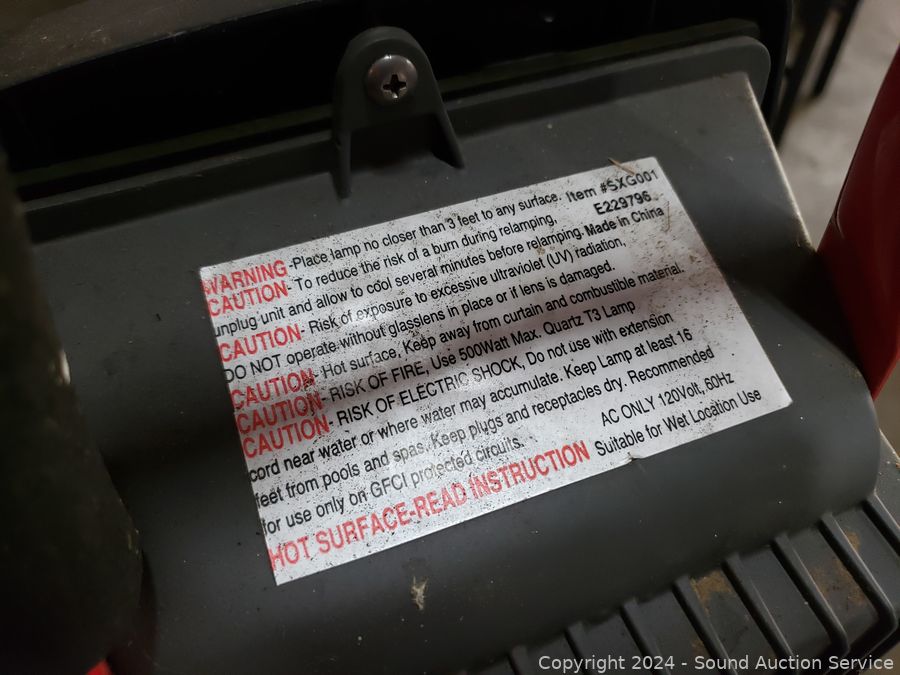 WARNING-Place lamp no closer than 3 feet to any surface. Item #SXG001
CAUTION- To reduce the risk of a burn during relamping, E229796
unplug unit and allow to cool several minutes before relamping. Made in China
CAUTION- Risk of exposure to excessive ultraviolet (UV) radiation,
DO NOT operate without glasslens in place or if lens is damaged.
CAUTION- Hot surface, Keep away from curtain and combustible material.
CAUTION- RISK OF FIRE, Use 500Watt Max. Quartz T3 Lamp
CAUTION- RISK OF ELECTRIC SHOCK, Do not use with extension
cord near water or where water may accumulate. Keep Lamp at least 16
feet from pools and spas. Keep plugs and receptacles dry. Recommended
for use only on GFCI protected circuits. AC ONLY 120Volt, 60Hz
HOT SURFACE-READ INSTRUCTION Suitable for Wet Location Use
Copyright © 2024 - Sound Auction Service